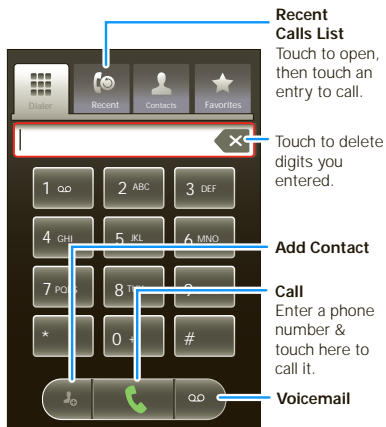 Recent
Calls List
Touch to open,
then touch an
entry to call.
Dialer Recent Contacts Favorites
Touch to delete
digits you
entered.
1 2 ABC 3 DEF
4 GHI 5 JKL 6 MNO
Add Contact
7 8
Call
Enter a phone
number &
touch here to
call it.
* 0 + #
Voicemail